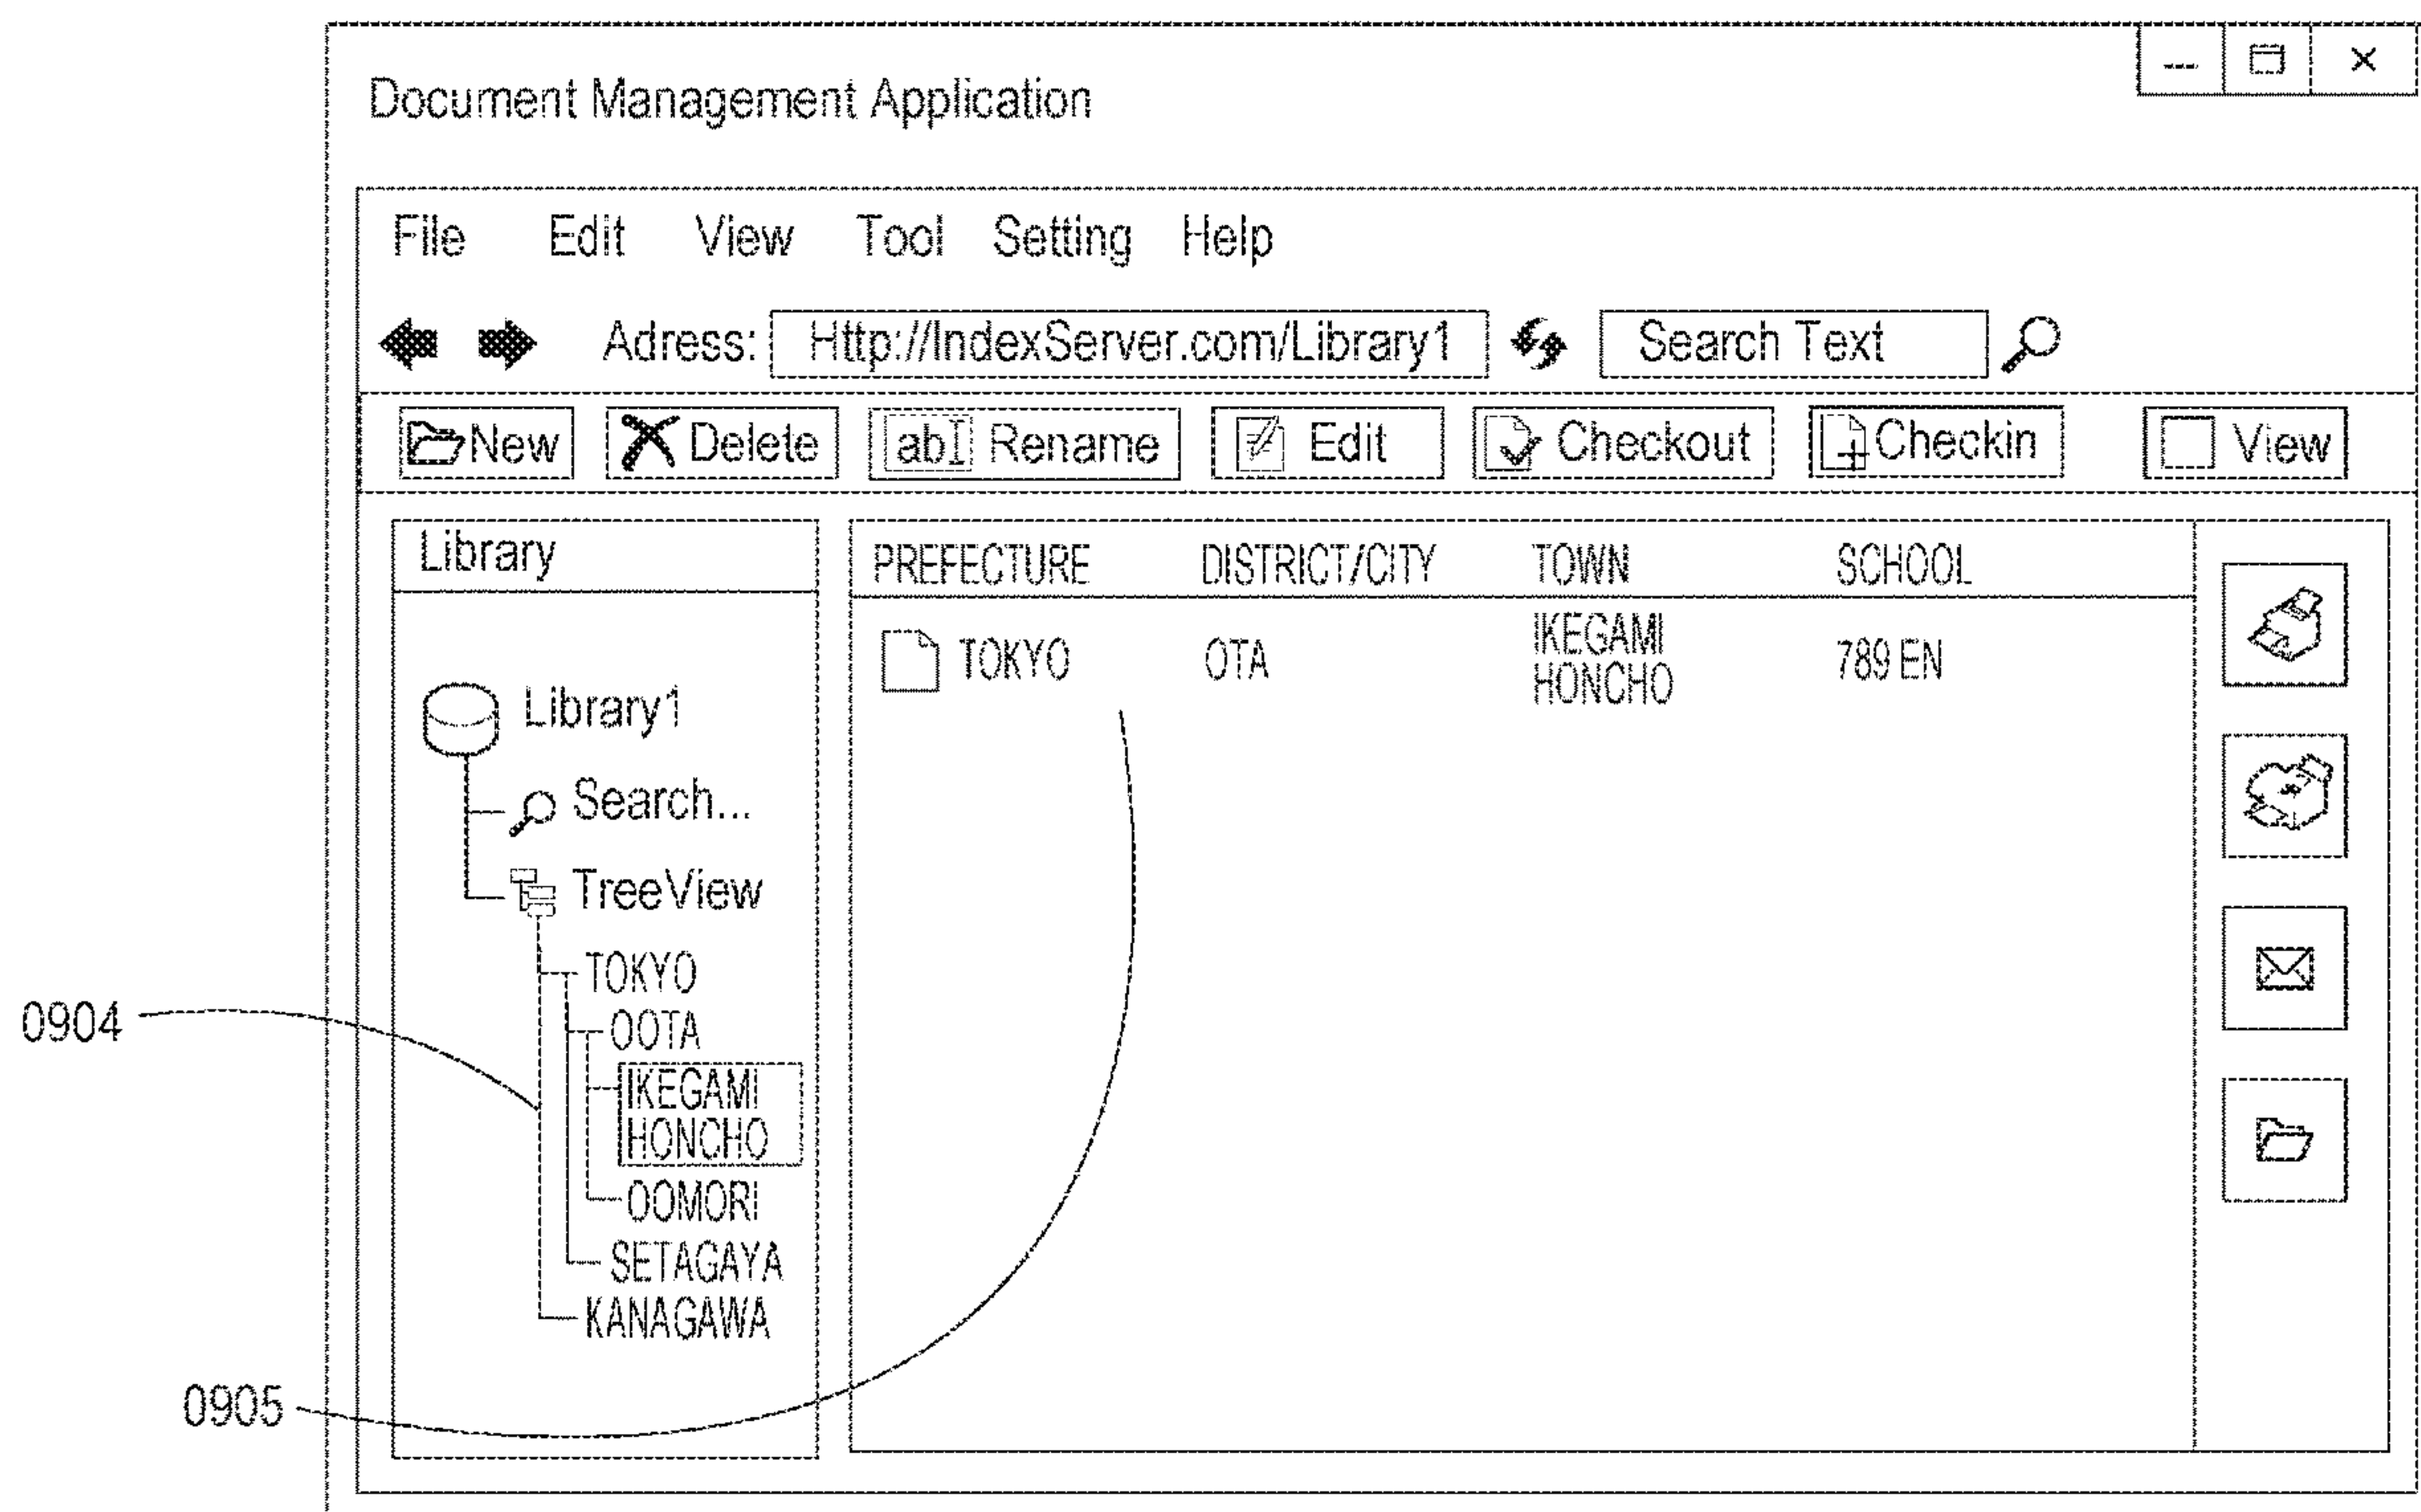 Document Management Application
File Edit View Tool Setting Help
Adress: Http://IndexServer.com/Library1 Search Text
New Delete abI Rename Edit Checkout Checkin View
Library
Library1
Search...
TreeView
TOKYO
OOTA
IKEGAMI
HONCHO
OOMORI
SETAGAYA
KANAGAWA
PREFECTURE DISTRICT/CITY TOWN SCHOOL
TOKYO OTA IKEGAMI HONCHO 789 EN
0904
0905